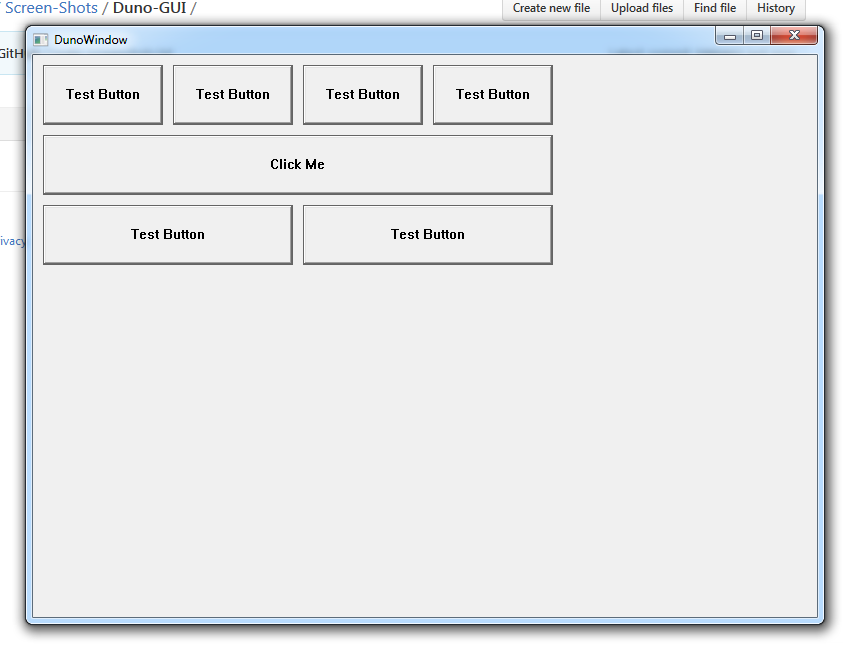 Screen-Shots / Duno-GUI /
Create new file Upload files Find file History
DunoWindow
GitH
Test Button Test Button Test Button Test Button
Click Me
ivacy
Test Button Test Button